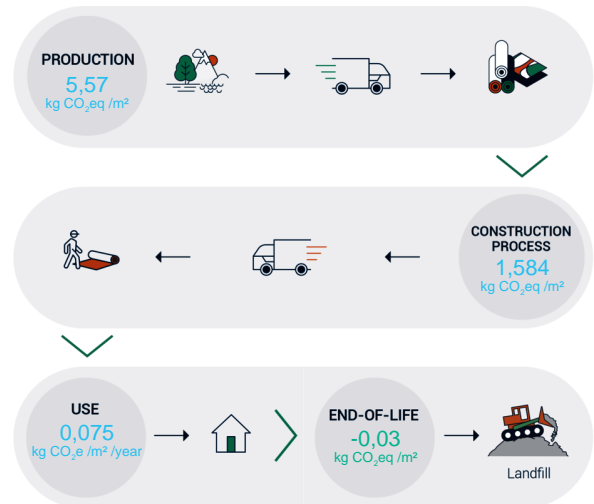 PRODUCTION
5,57
kg CO₂eq /m²
CONSTRUCTION
PROCESS
1,584
kg CO₂eq /m²
USE
0,075
kg CO₂e /m² /year
END-OF-LIFE
-0,03
kg CO₂eq /m²
Landfill